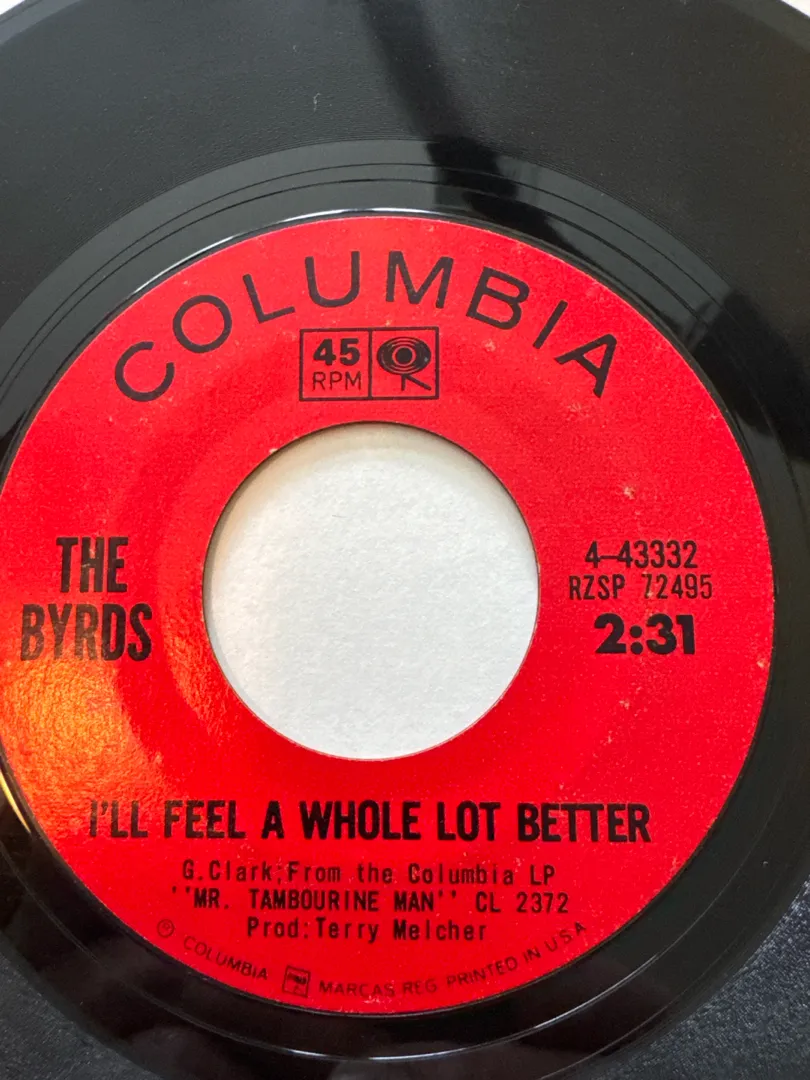 COLUMBIA
45
RPM
THE
BYRDS
4-43332
RZSP 72495
2:31
I'LL FEEL A WHOLE LOT BETTER
G.Clark;From the Columbia LP
''MR. TAMBOURINE MAN'' CL 2372
Prod:Terry Melcher
® COLUMBIA MARCAS REG. PRINTED IN U.S.A.